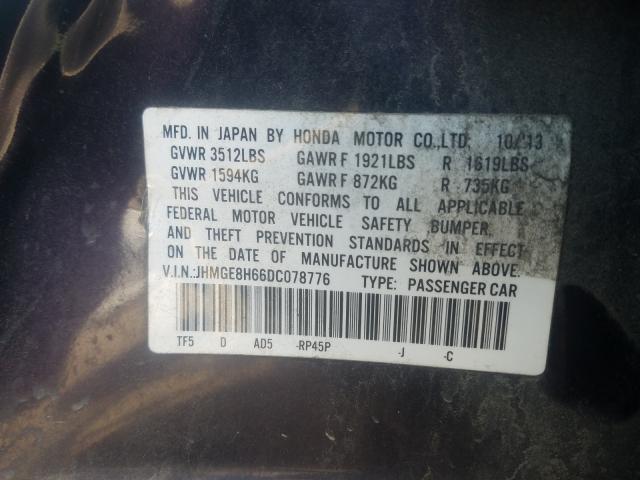 MFD. IN JAPAN BY HONDA MOTOR CO.,LTD. 10/13
GVWR 3512LBS GAWR F 1921LBS R 1619LBS
GVWR 1594KG GAWR F 872KG R 735KG
THIS VEHICLE CONFORMS TO ALL APPLICABLE
FEDERAL MOTOR VEHICLE SAFETY BUMPER,
AND THEFT PREVENTION STANDARDS IN EFFECT
ON THE DATE OF MANUFACTURE SHOWN ABOVE.
V.I.N.:JHMGE8H66DC078776 TYPE: PASSENGER CAR
TF5 D AD5 -RP45P -J -C